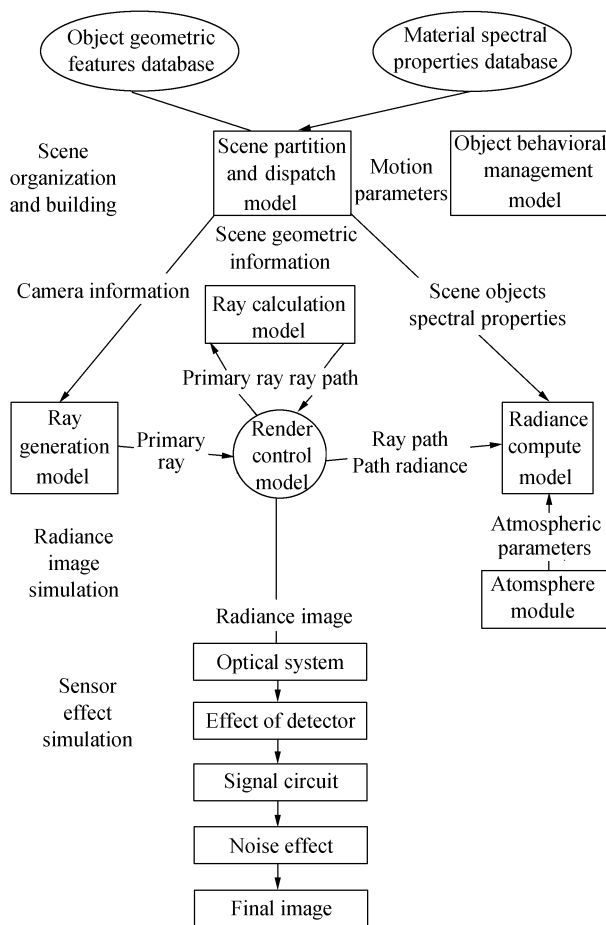 Object geometric
features database
Material spectral
properties database
Scene
organization
and building
Scene partition
and dispatch
model
Motion
parameters
Object behavioral
management
model
Scene geometric
information
Camera information
Scene objects
spectral properties
Ray calculation
model
Primary ray ray path
Ray
generation
model
Primary
ray
Render
control
model
Ray path
Path radiance
Radiance
compute
model
Radiance
image
simulation
Atmospheric
parameters
Atomsphere
module
Radiance image
Sensor
effect
simulation
Optical system
Effect of detector
Signal circuit
Noise effect
Final image